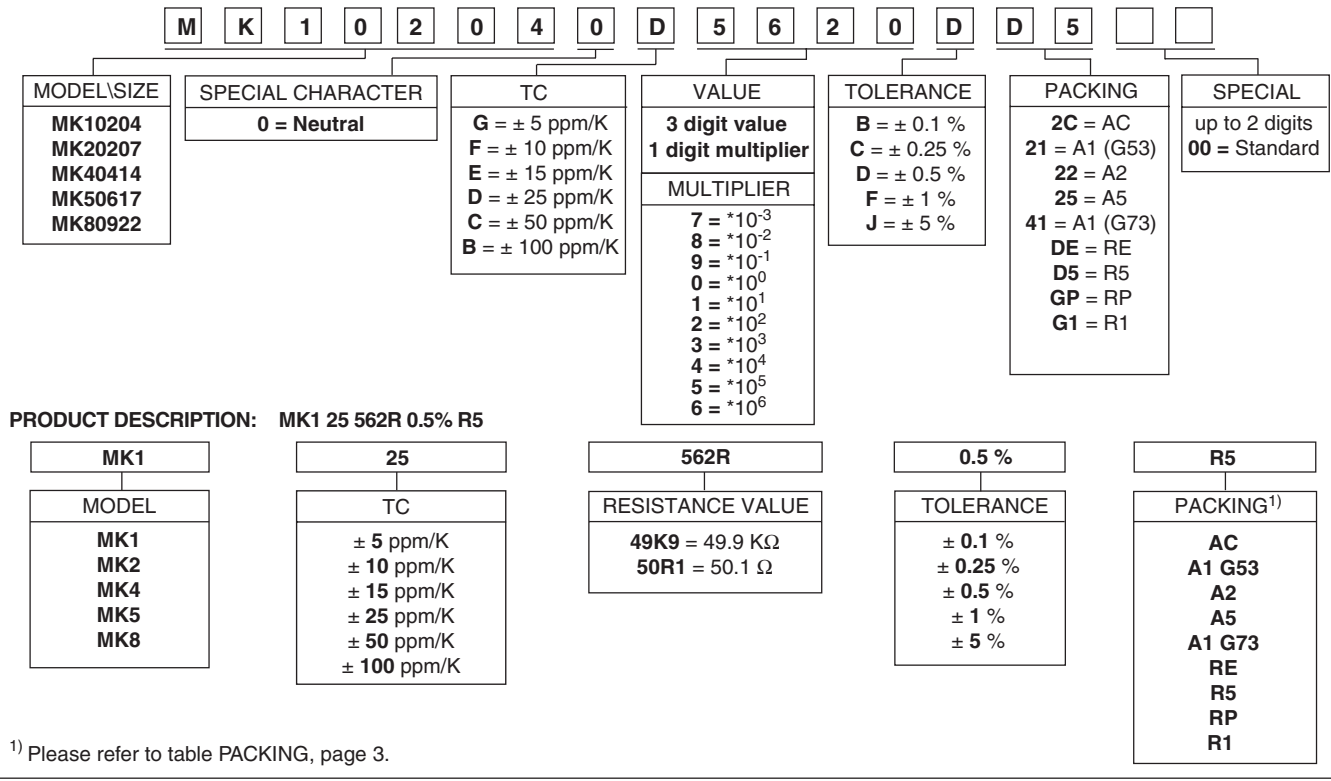 M K 1 0 2 0 4 0 D 5 6 2 0 D D 5
MODEL\SIZE
MK10204
MK20207
MK40414
MK50617
MK80922
SPECIAL CHARACTER
0 = Neutral
TC
G = ± 5 ppm/K
F = ± 10 ppm/K
E = ± 15 ppm/K
D = ± 25 ppm/K
C = ± 50 ppm/K
B = ± 100 ppm/K
VALUE
3 digit value
1 digit multiplier
MULTIPLIER
7 = *10-3
8 = *10-2
9 = *10-1
0 = *100
1 = *101
2 = *102
3 = *103
4 = *104
5 = *105
6 = *106
TOLERANCE
B = ± 0.1 %
C = ± 0.25 %
D = ± 0.5 %
F = ± 1 %
J = ± 5 %
PACKING
2C = AC
21 = A1 (G53)
22 = A2
25 = A5
41 = A1 (G73)
DE = RE
D5 = R5
GP = RP
G1 = R1
SPECIAL
up to 2 digits
00 = Standard
PRODUCT DESCRIPTION: MK1 25 562R 0.5% R5
MK1
MODEL
MK1
MK2
MK4
MK5
MK8
25
TC
± 5 ppm/K
± 10 ppm/K
± 15 ppm/K
± 25 ppm/K
± 50 ppm/K
± 100 ppm/K
562R
RESISTANCE VALUE
49K9 = 49.9 KΩ
50R1 = 50.1 Ω
0.5 %
TOLERANCE
± 0.1 %
± 0.25 %
± 0.5 %
± 1 %
± 5 %
R5
PACKING1)
AC
A1 G53
A2
A5
A1 G73
RE
R5
RP
R1
1) Please refer to table PACKING, page 3.